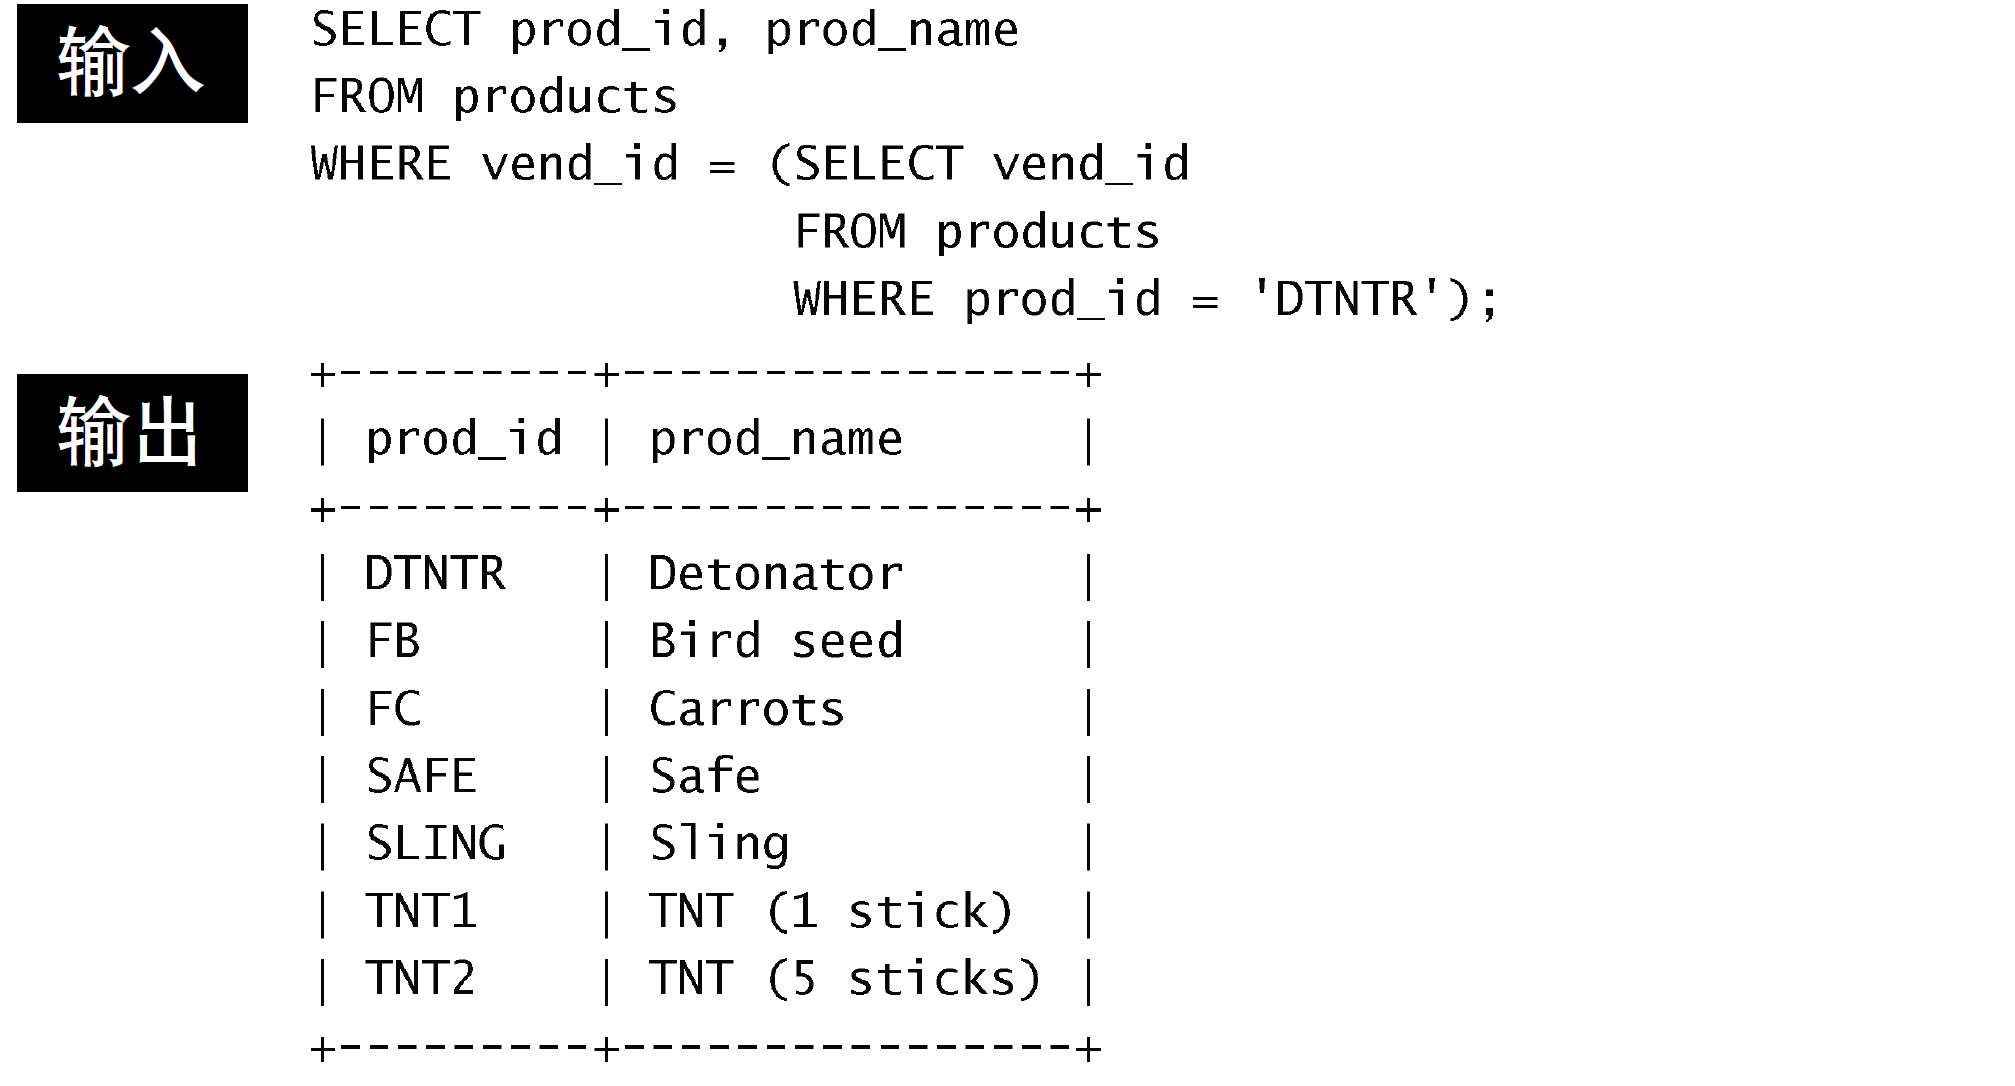 输入
SELECT prod_id, prod_name
FROM products
WHERE vend_id = (SELECT vend_id
                 FROM products
                 WHERE prod_id = 'DTNTR');
输出
+---------+----------------+
| prod_id | prod_name      |
+---------+----------------+
| DTNTR   | Detonator      |
| FB      | Bird seed      |
| FC      | Carrots        |
| SAFE    | Safe           |
| SLING   | Sling          |
| TNT1    | TNT (1 stick)  |
| TNT2    | TNT (5 sticks) |
+---------+----------------+